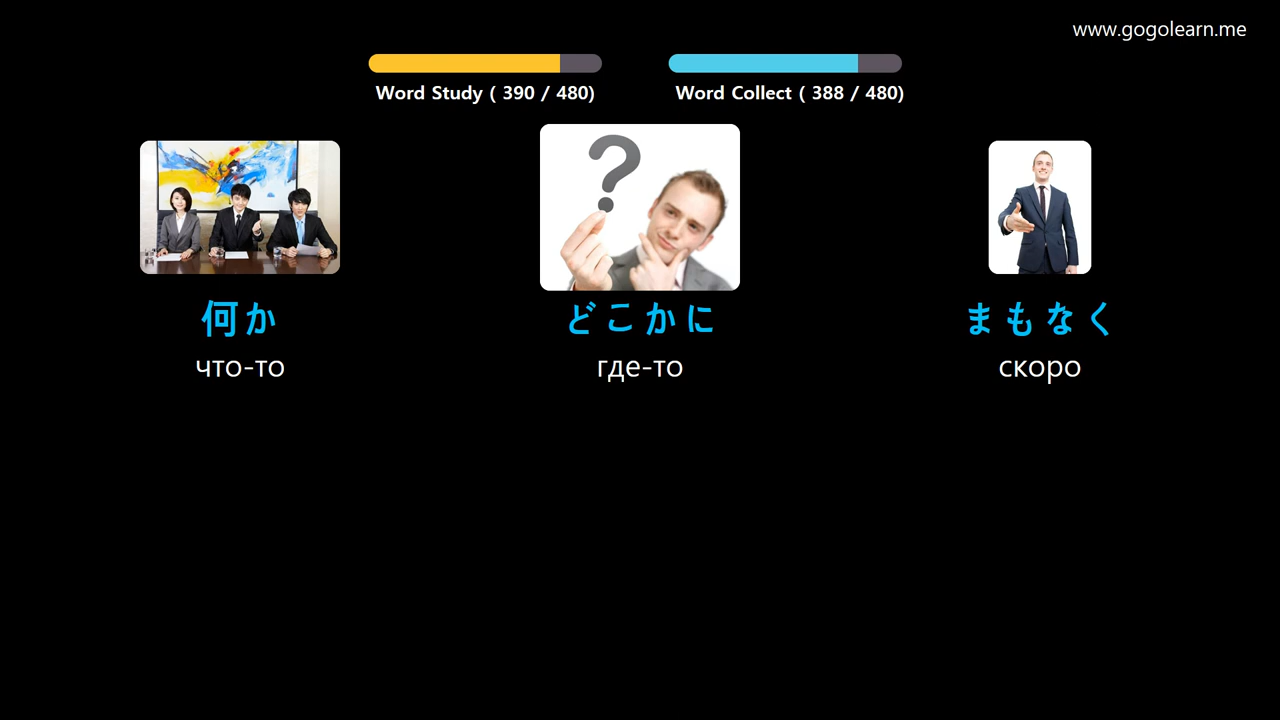 www.gogolearn.me
Word Study ( 390 / 480)
Word Collect ( 388 / 480)
何か
どこかに
まもなく
что-то
где-то
скоро